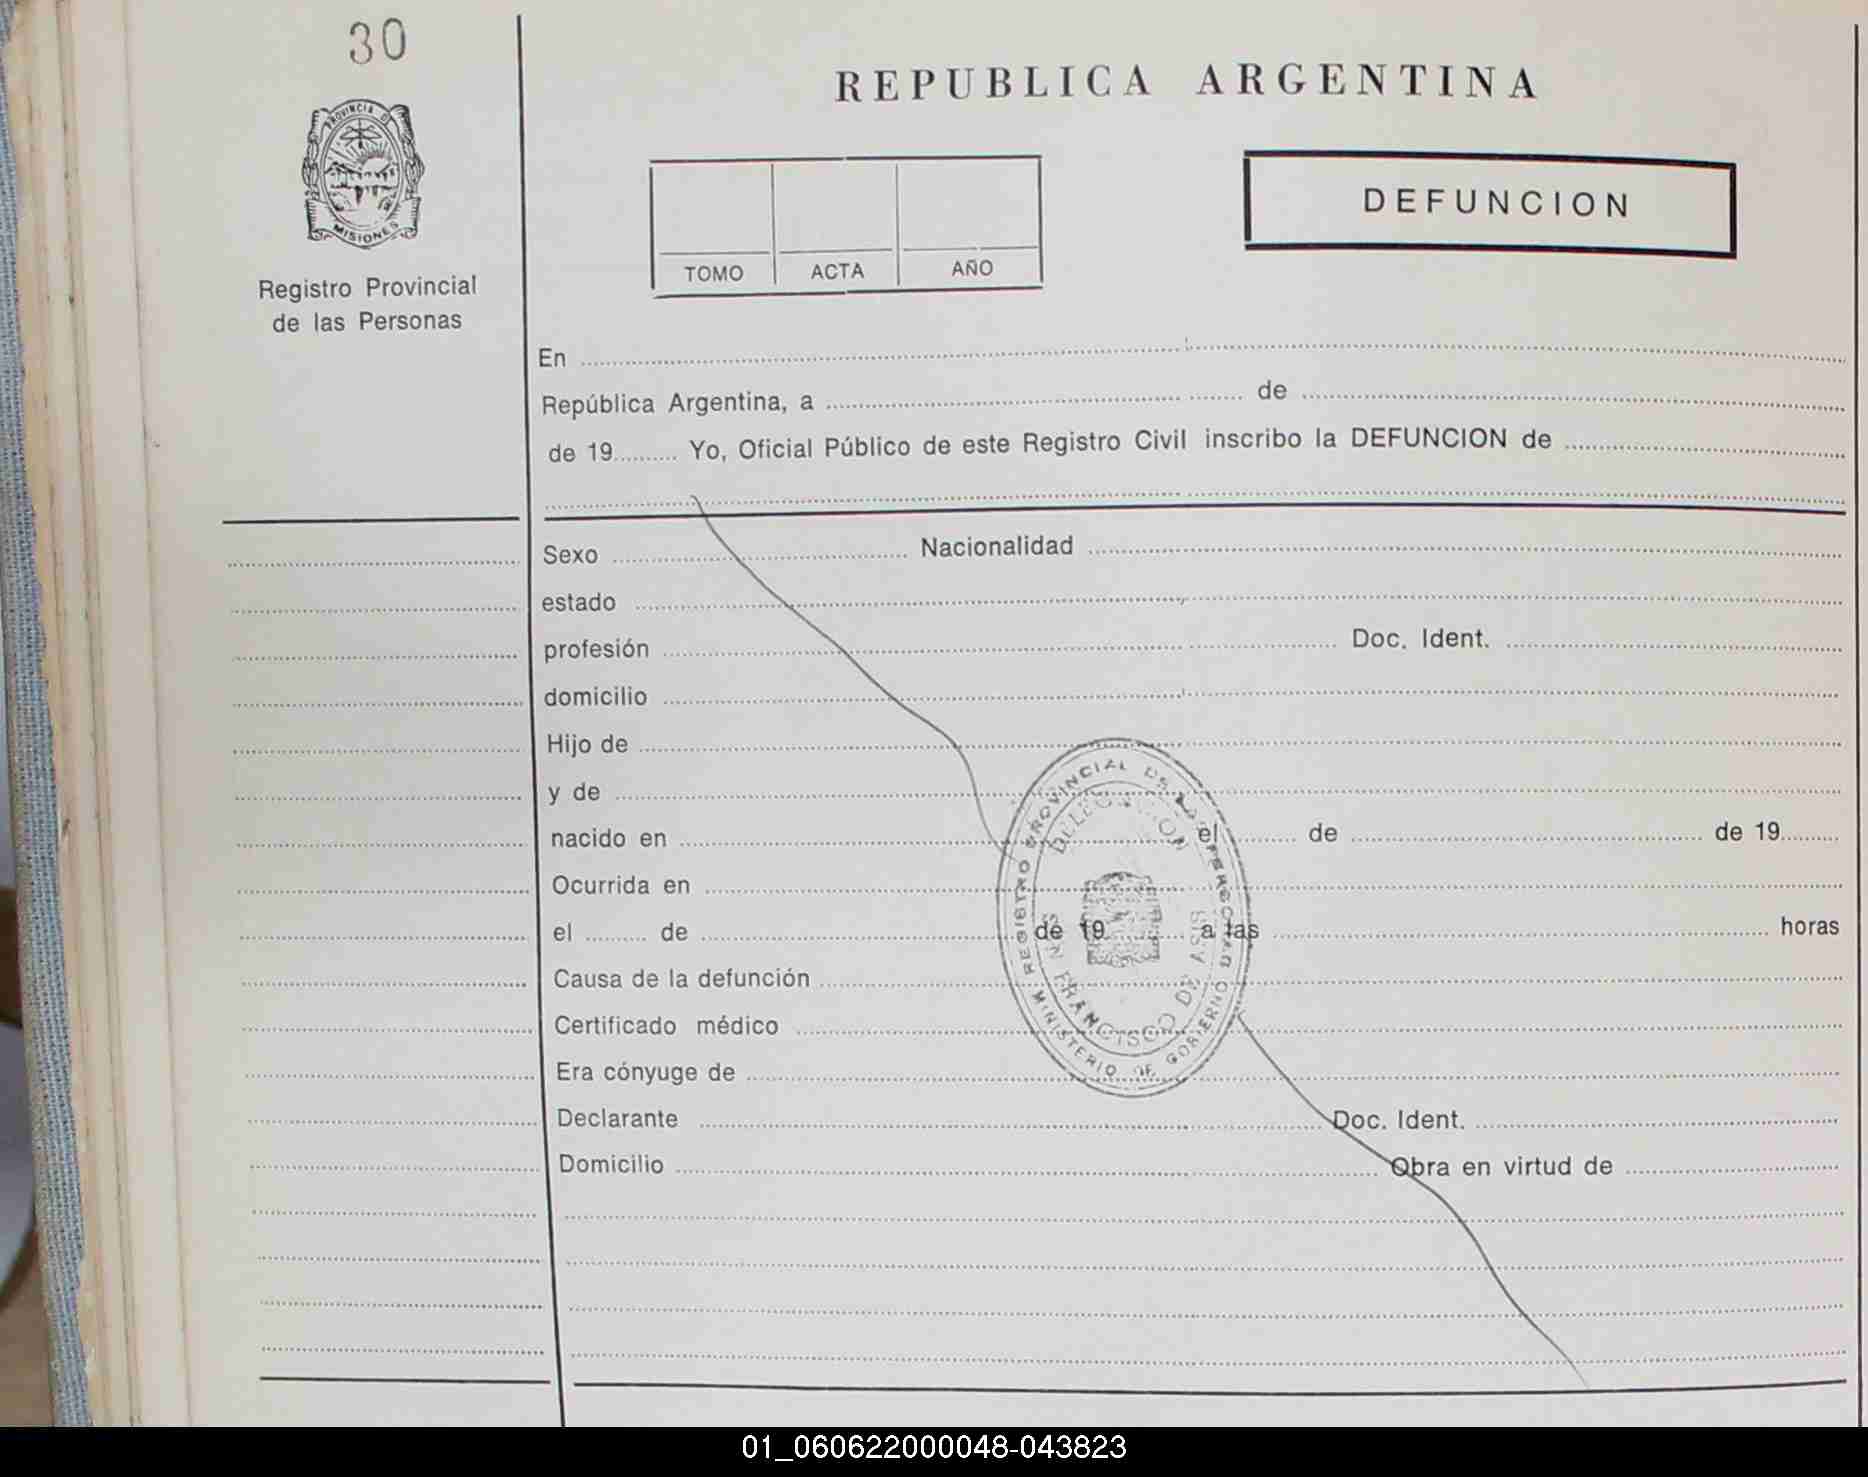 30
PROVINCIA DE
MISIONES
Registro Provincial
de las Personas
REPUBLICA ARGENTINA
TOMO ACTA AÑO
DEFUNCION
En
República Argentina, a de
de 19 Yo, Oficial Público de este Registro Civil inscribo la DEFUNCION de
Sexo Nacionalidad
estado
profesión Doc. Ident.
domicilio
Hijo de
y de
nacido en el de de 19
Ocurrida en
el de de 19 a las horas
Causa de la defunción
Certificado médico
Era cónyuge de
Declarante Doc. Ident.
Domicilio Obra en virtud de
REGISTRO PROVINCIAL DE
DELEGACION
FRANCISCO DE ASIS
MINISTERIO DE GOBIERNO
01_060622000048-043823